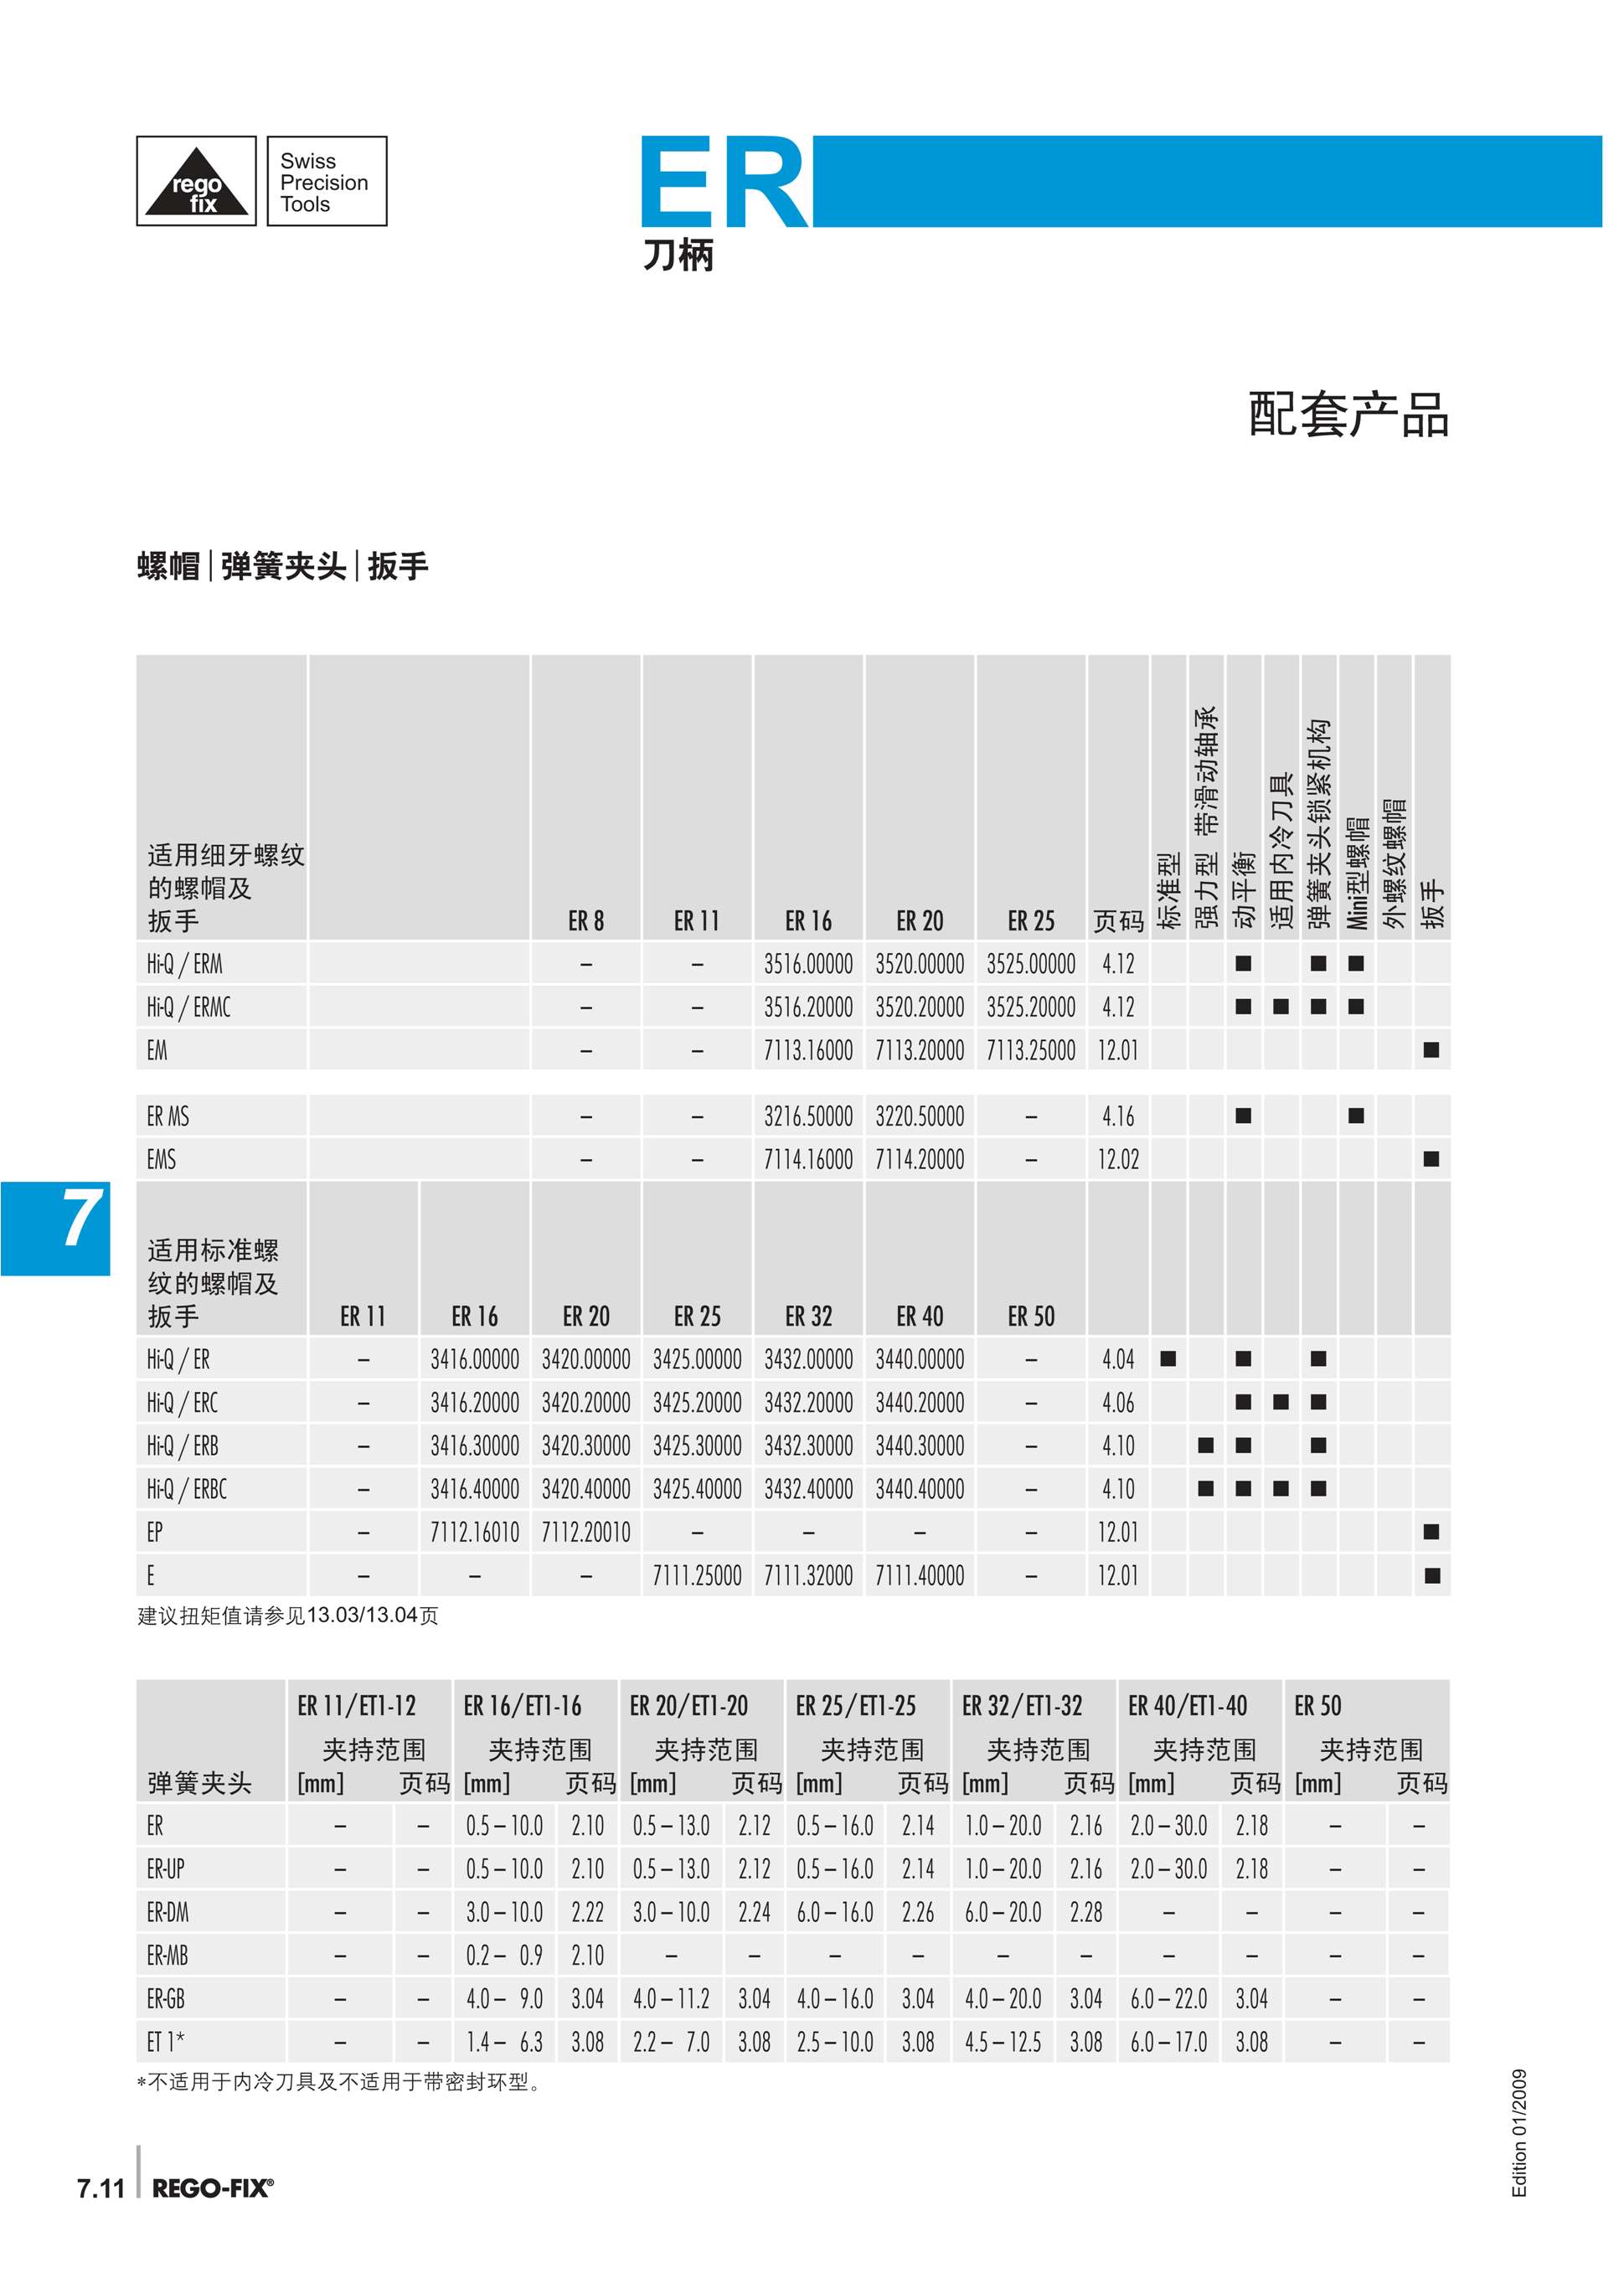 rego
fix
Swiss
Precision
Tools
ER
刀柄
配套产品
螺帽|弹簧夹头|扳手
适用细牙螺纹
的螺帽及
扳手 ER 8 ER 11 ER 16 ER 20 ER 25 页码 标准型 强力型 带滑动轴承 动平衡 适用内冷刀具 弹簧夹头锁紧机构 Mini型螺帽 外螺纹螺帽 扳手
Hi-Q / ERM – – 3516.00000 3520.00000 3525.00000 4.12 ■ ■ ■
Hi-Q / ERMC – – 3516.20000 3520.20000 3525.20000 4.12 ■ ■ ■ ■
EM – – 7113.16000 7113.20000 7113.25000 12.01 ■
ER MS – – 3216.50000 3220.50000 – 4.16 ■ ■
EMS – – 7114.16000 7114.20000 – 12.02 ■
7
适用标准螺
纹的螺帽及
扳手 ER 11 ER 16 ER 20 ER 25 ER 32 ER 40 ER 50
Hi-Q / ER – 3416.00000 3420.00000 3425.00000 3432.00000 3440.00000 – 4.04 ■ ■ ■
Hi-Q / ERC – 3416.20000 3420.20000 3425.20000 3432.20000 3440.20000 – 4.06 ■ ■ ■
Hi-Q / ERB – 3416.30000 3420.30000 3425.30000 3432.30000 3440.30000 – 4.10 ■ ■ ■
Hi-Q / ERBC – 3416.40000 3420.40000 3425.40000 3432.40000 3440.40000 – 4.10 ■ ■ ■ ■
EP – 7112.16010 7112.20010 – – – – 12.01 ■
E – – – 7111.25000 7111.32000 7111.40000 – 12.01 ■
建议扭矩值请参见13.03/13.04页
ER 11/ET1-12 ER 16/ET1-16 ER 20/ET1-20 ER 25/ET1-25 ER 32/ET1-32 ER 40/ET1-40 ER 50
夹持范围 夹持范围 夹持范围 夹持范围 夹持范围 夹持范围 夹持范围
弹簧夹头 [mm] 页码 [mm] 页码 [mm] 页码 [mm] 页码 [mm] 页码 [mm] 页码 [mm] 页码
ER – – 0.5 – 10.0 2.10 0.5 – 13.0 2.12 0.5 – 16.0 2.14 1.0 – 20.0 2.16 2.0 – 30.0 2.18 – –
ER-UP – – 0.5 – 10.0 2.10 0.5 – 13.0 2.12 0.5 – 16.0 2.14 1.0 – 20.0 2.16 2.0 – 30.0 2.18 – –
ER-DM – – 3.0 – 10.0 2.22 3.0 – 10.0 2.24 6.0 – 16.0 2.26 6.0 – 20.0 2.28 – – – –
ER-MB – – 0.2 – 0.9 2.10 – – – – – – – – – –
ER-GB – – 4.0 – 9.0 3.04 4.0 – 11.2 3.04 4.0 – 16.0 3.04 4.0 – 20.0 3.04 6.0 – 22.0 3.04 – –
ET 1* – – 1.4 – 6.3 3.08 2.2 – 7.0 3.08 2.5 – 10.0 3.08 4.5 – 12.5 3.08 6.0 – 17.0 3.08 – –
*不适用于内冷刀具及不适用于带密封环型。
Edition 01/2009
7.11 REGO-FIX®